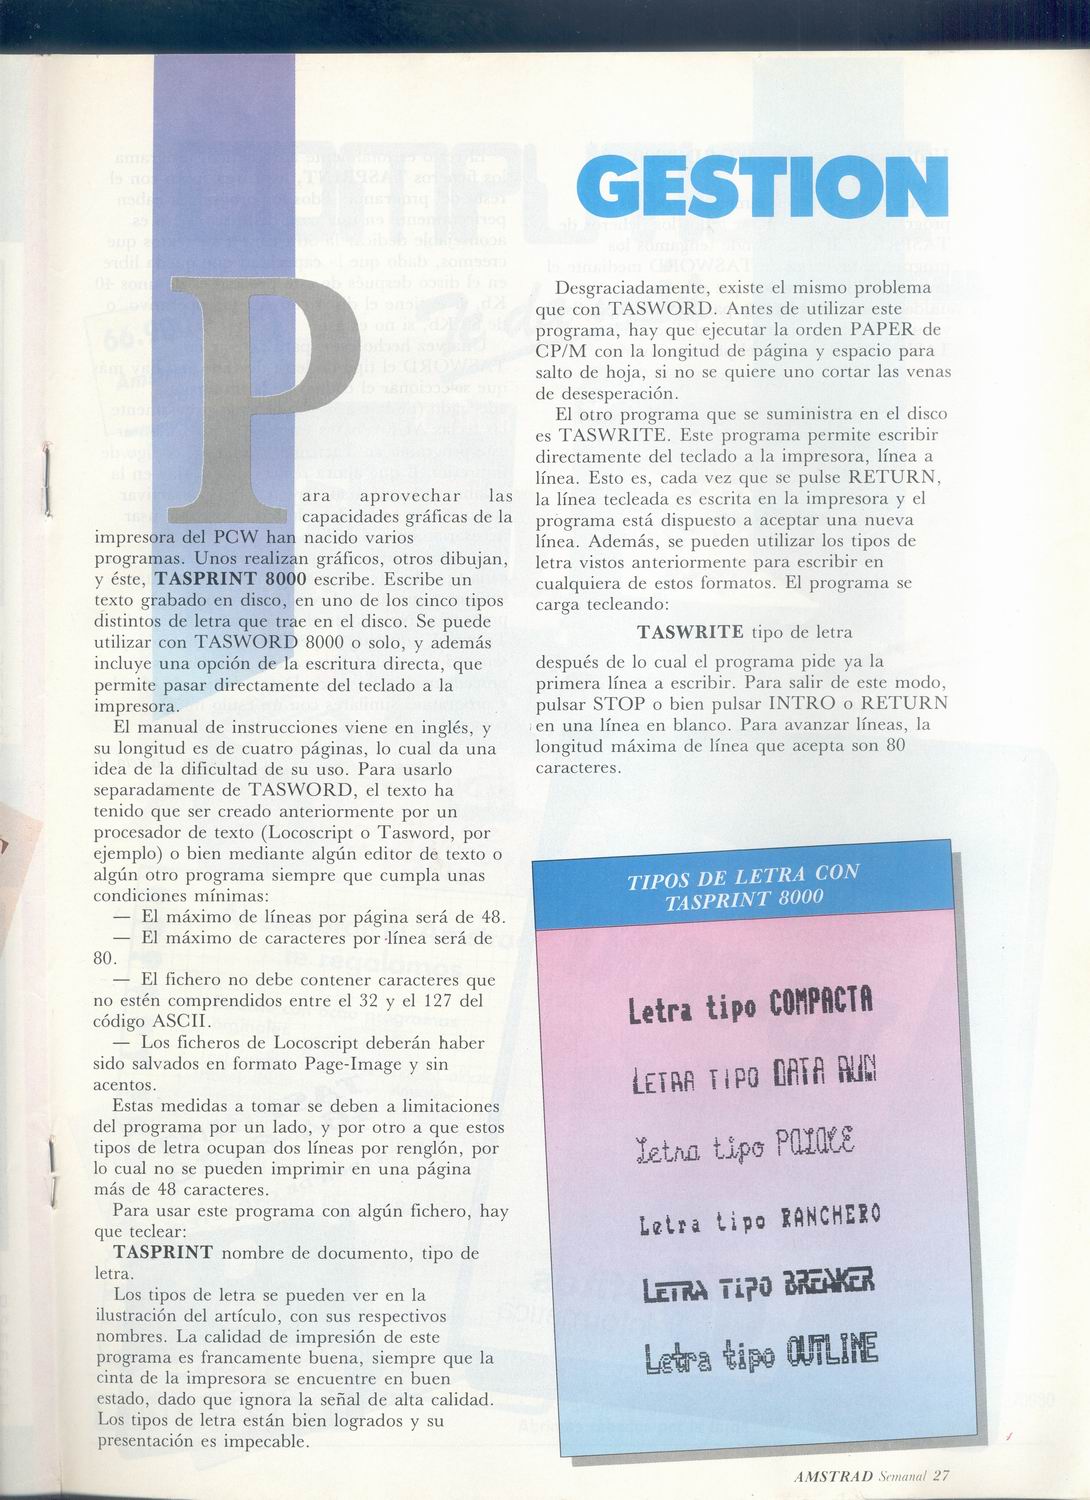 GESTION
Para aprovechar las
capacidades gráficas de la
impresora del PCW han nacido varios
programas. Unos realizan gráficos, otros dibujan,
y éste, TASPRINT 8000 escribe. Escribe un
texto grabado en disco, en uno de los cinco tipos
distintos de letra que trae en el disco. Se puede
utilizar con TASWORD 8000 o solo, y además
incluye una opción de la escritura directa, que
permite pasar directamente del teclado a la
impresora.
El manual de instrucciones viene en inglés, y
su longitud es de cuatro páginas, lo cual da una
idea de la dificultad de su uso. Para usarlo
separadamente de TASWORD, el texto ha
tenido que ser creado anteriormente por un
procesador de texto (Locoscript o Tasword, por
ejemplo) o bien mediante algún editor de texto o
algún otro programa siempre que cumpla unas
condiciones mínimas:
— El máximo de líneas por página será de 48.
— El máximo de caracteres por línea será de
80.
— El fichero no debe contener caracteres que
no estén comprendidos entre el 32 y el 127 del
código ASCII.
— Los ficheros de Locoscript deberán haber
sido salvados en formato Page-Image y sin
acentos.
Estas medidas a tomar se deben a limitaciones
del programa por un lado, y por otro a que estos
tipos de letra ocupan dos líneas por renglón, por
lo cual no se pueden imprimir en una página
más de 48 caracteres.
Para usar este programa con algún fichero, hay
que teclear:
TASPRINT nombre de documento, tipo de
letra.
Los tipos de letra se pueden ver en la
ilustración del artículo, con sus respectivos
nombres. La calidad de impresión de este
programa es francamente buena, siempre que la
cinta de la impresora se encuentre en buen
estado, dado que ignora la señal de alta calidad.
Los tipos de letra están bien logrados y su
presentación es impecable.
Desgraciadamente, existe el mismo problema
que con TASWORD. Antes de utilizar este
programa, hay que ejecutar la orden PAPER de
CP/M con la longitud de página y espacio para
salto de hoja, si no se quiere uno cortar las venas
de desesperación.
El otro programa que se suministra en el disco
es TASWRITE. Este programa permite escribir
directamente del teclado a la impresora, línea a
línea. Esto es, cada vez que se pulse RETURN,
la línea tecleada es escrita en la impresora y el
programa está dispuesto a aceptar una nueva
línea. Además, se pueden utilizar los tipos de
letra vistos anteriormente para escribir en
cualquiera de estos formatos. El programa se
carga tecleando:
TASWRITE tipo de letra
después de lo cual el programa pide ya la
primera línea a escribir. Para salir de este modo,
pulsar STOP o bien pulsar INTRO o RETURN
en una línea en blanco. Para avanzar líneas, la
longitud máxima de línea que acepta son 80
caracteres.
TIPOS DE LETRA CON
TASPRINT 8000
Letra tipo COMPACTA
LETRA TIPO DATA RUN
Letra tipo PALACE
Letra tipo RANCHERO
LETRA TIPO BREAKER
Letra tipo OUTLINE
AMSTRAD Semanal 27